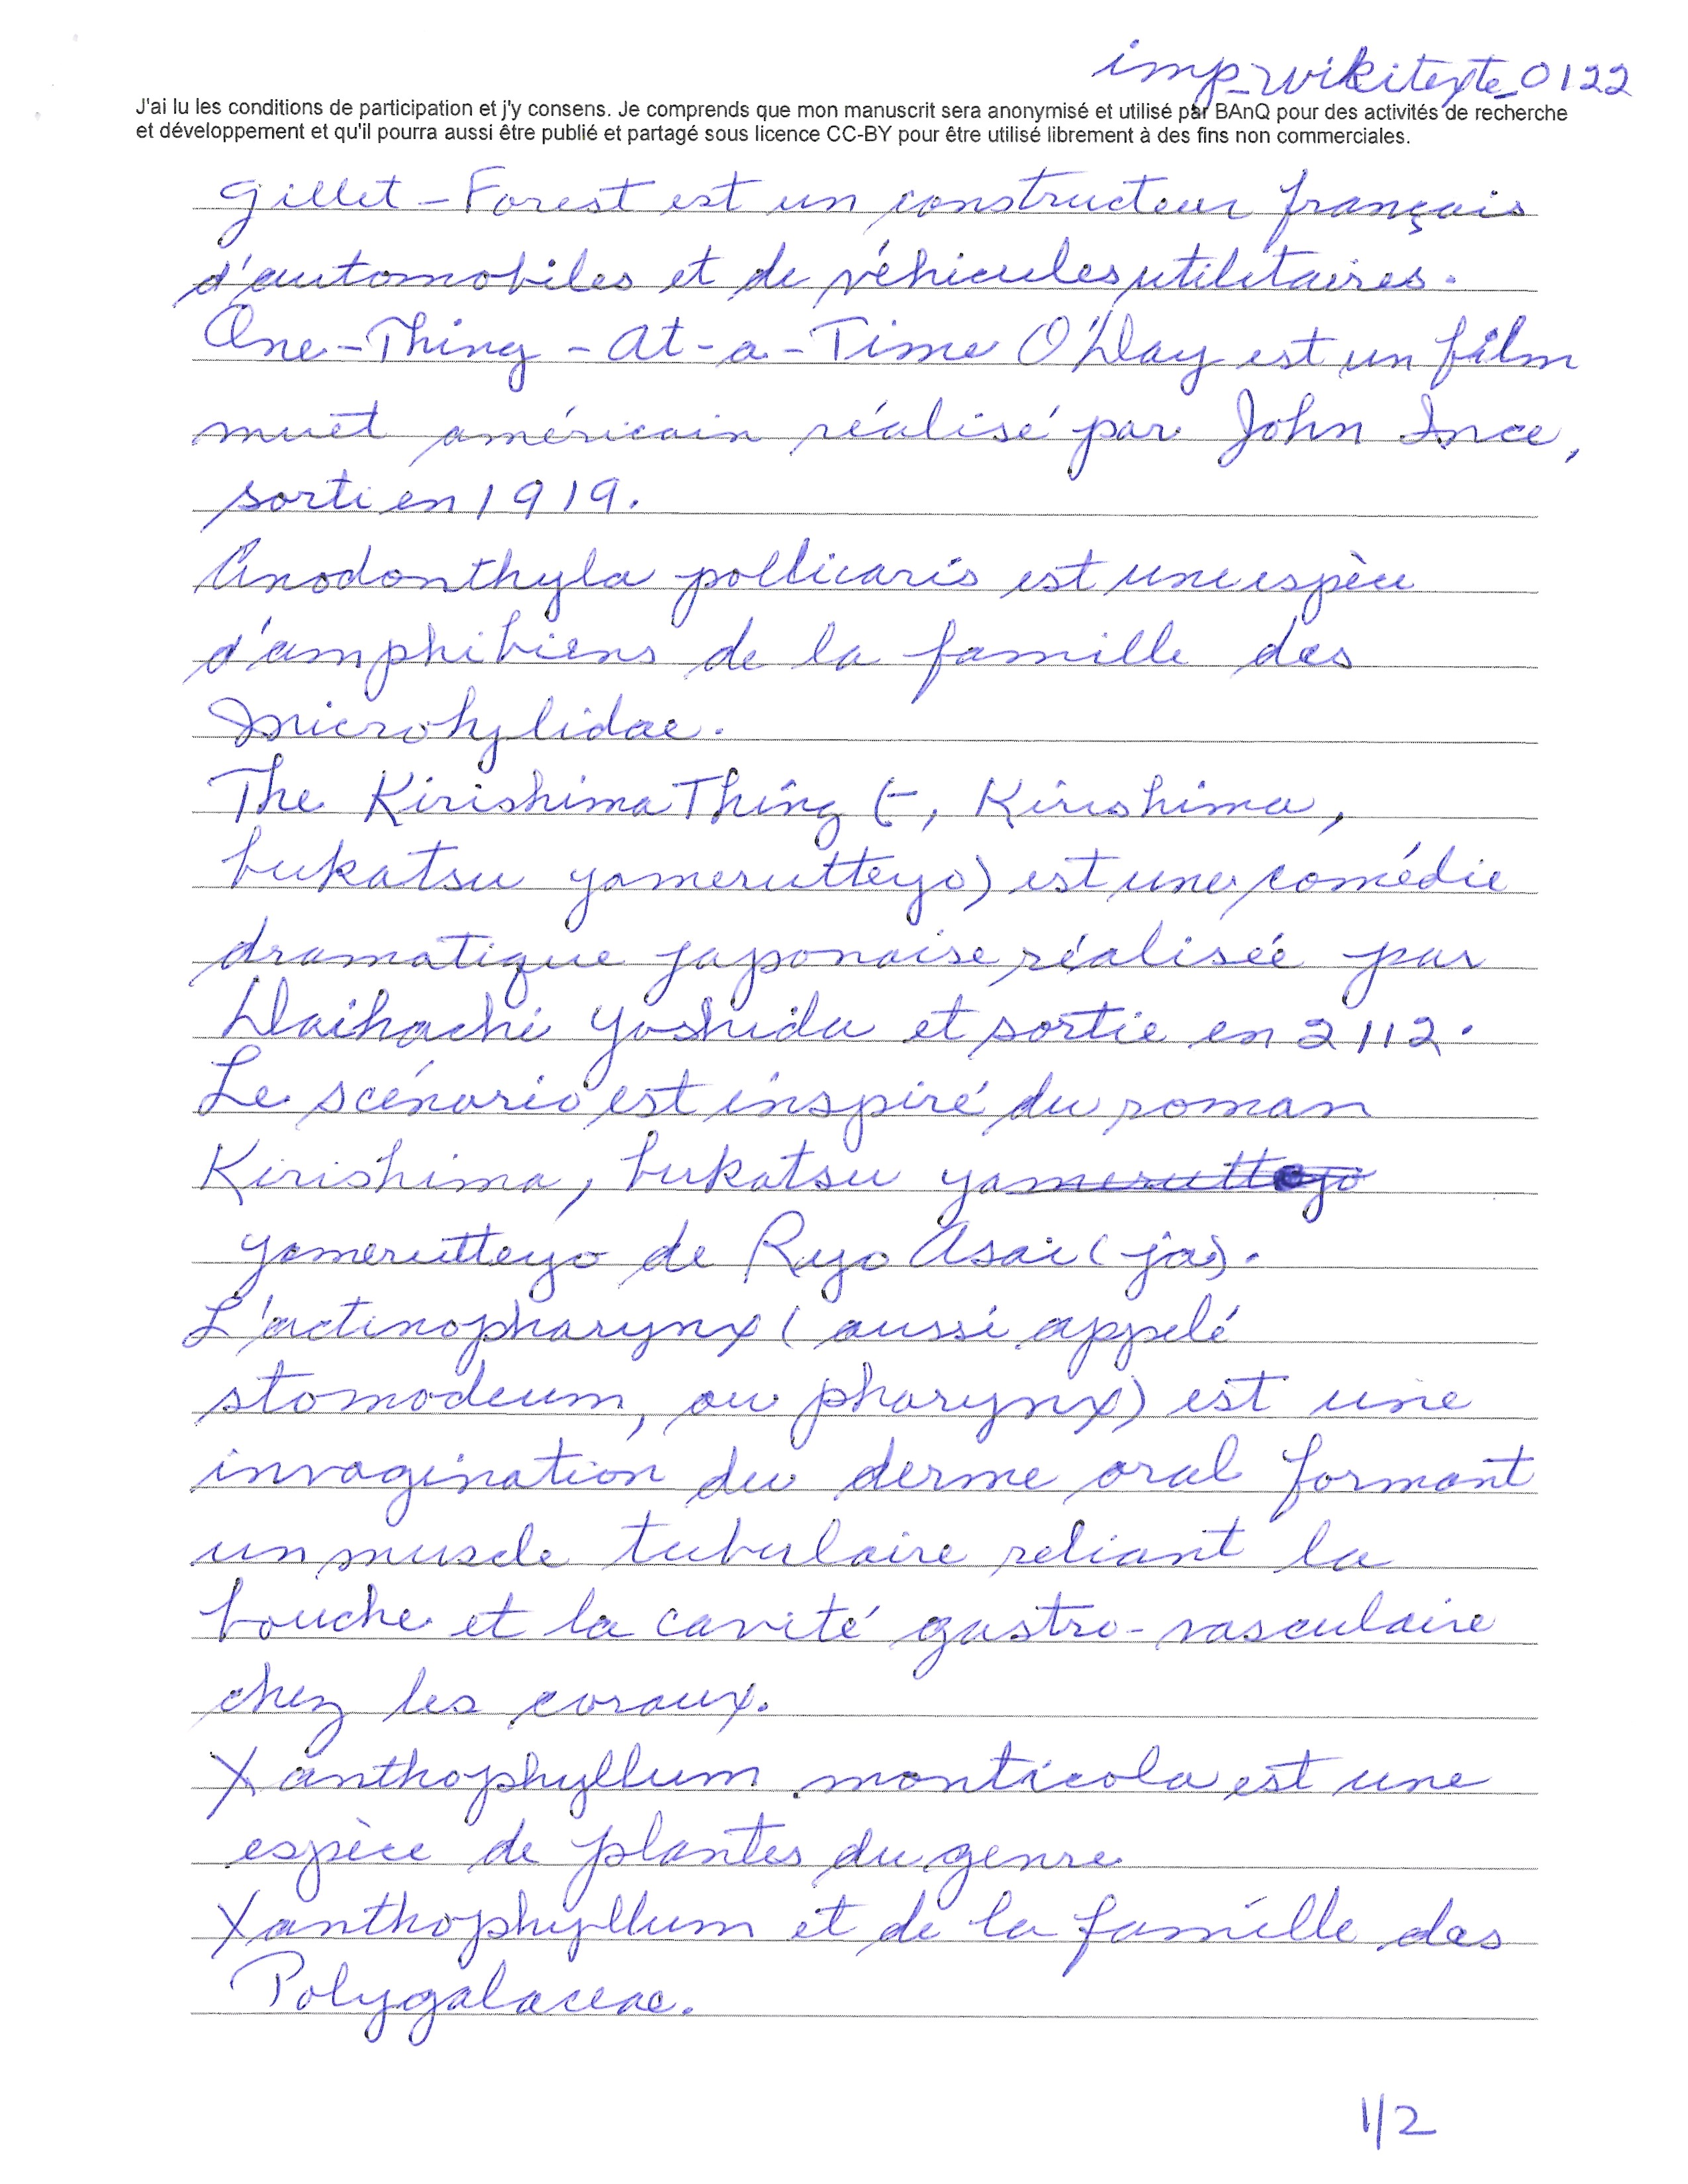 imp_wikitexte_0122
J'ai lu les conditions de participation et j'y consens. Je comprends que mon manuscrit sera anonymisé et utilisé par BAnQ pour des activités de recherche
et développement et qu'il pourra aussi être publié et partagé sous licence CC-BY pour être utilisé librement à des fins non commerciales.
Gillet-Forest est un constructeur français
d'automobiles et de véhicules utilitaires.
One-Thing-at-a-Time O'Day est un film
muet américain réalisé par John Ince,
sorti en 1919.
Anodonthyla pollicaris est une espèce
d'amphibiens de la famille des
Microhylidae.
The Kirishima Thing (-, Kirishima,
bukatsu yamerutteyo) est une comédie
dramatique japonaise réalisée par
Daihachi Yoshida et sortie en 2112.
Le scénario est inspiré du roman
Kirishima, bukatsu yamerutteyo
yamerutteyo de Ryo Asai (ja).
L'actinopharynx (aussi appelé
stomodeum, ou pharynx) est une
invagination du derme oral formant
un muscle tubulaire reliant la
bouche et la cavité gastro-vasculaire
chez les coraux.
Xanthophyllum monticola est une
espèce de plantes du genre
Xanthophyllum et de la famille des
Polygalaceae.
1/2